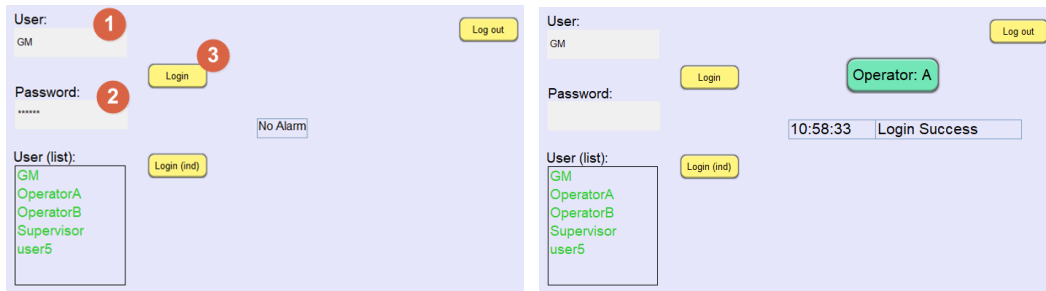 User:
1
Log out
GM
3
Login
Password:
2
******
No Alarm
User (list):
Login (ind)
GM
OperatorA
OperatorB
Supervisor
user5
User:
Log out
GM
Login
Operator: A
Password:
10:58:33 Login Success
User (list):
Login (ind)
GM
OperatorA
OperatorB
Supervisor
user5